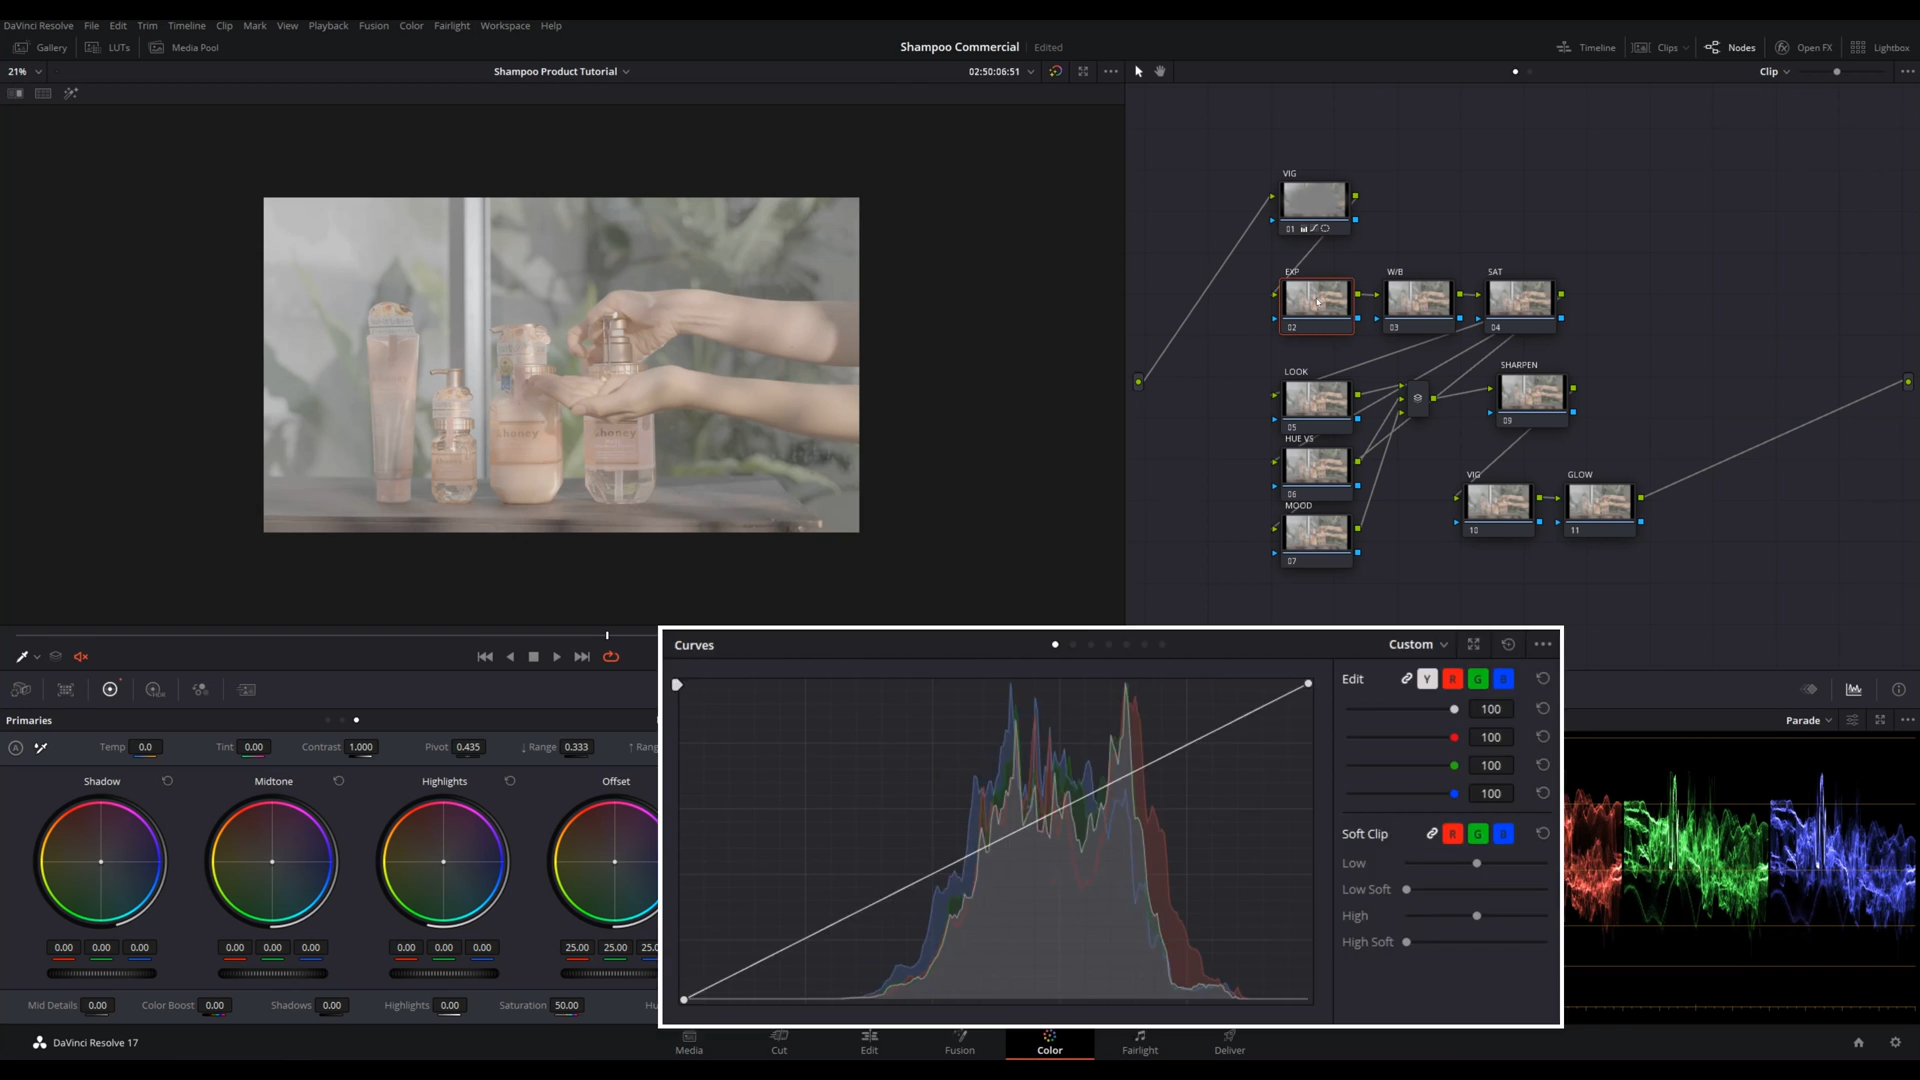 DaVinci Resolve File Edit Trim Timeline Clip Mark View Playback Fusion Color Fairlight Workspace Help
Gallery LUTs Media Pool Shampoo Commercial Edited Timeline Clips Nodes Open FX Lightbox
21% Shampoo Product Tutorial 02:50:06:51 Clip
VIG
01
EXP W/B SAT
02 03 04
LOOK SHARPEN
05 09
HUE VS
06
VIG GLOW
MOOD
10 11
07
&honey &honey
Curves Custom
Edit Y R G B
100
100
100
100
Soft Clip R G B
Low
Low Soft
High
High Soft
Primaries
A Temp 0.0 Tint 0.00 Contrast 1.000 Pivot 0.435 ↓ Range 0.333 ↑ Rang
Shadow Midtone Highlights Offset
0.00 0.00 0.00 0.00 0.00 0.00 0.00 0.00 0.00 25.00 25.00 25.0
Mid Details 0.00 Color Boost 0.00 Shadows 0.00 Highlights 0.00 Saturation 50.00 Hu
Parade
DaVinci Resolve 17
Media Cut Edit Fusion Color Fairlight Deliver